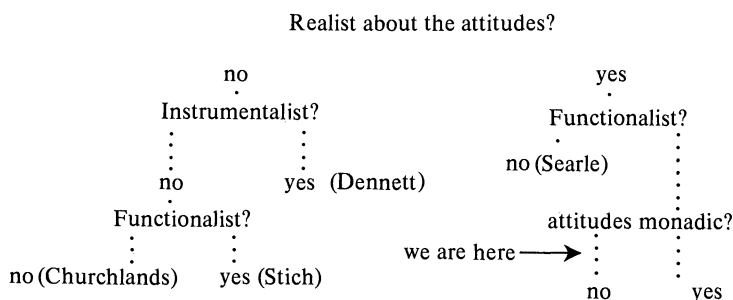 Realist about the attitudes?
no
yes
Instrumentalist?
Functionalist?
no (Searle)
no
yes (Dennett)
Functionalist?
attitudes monadic?
we are here
no (Churchlands)
yes (Stich)
no
yes